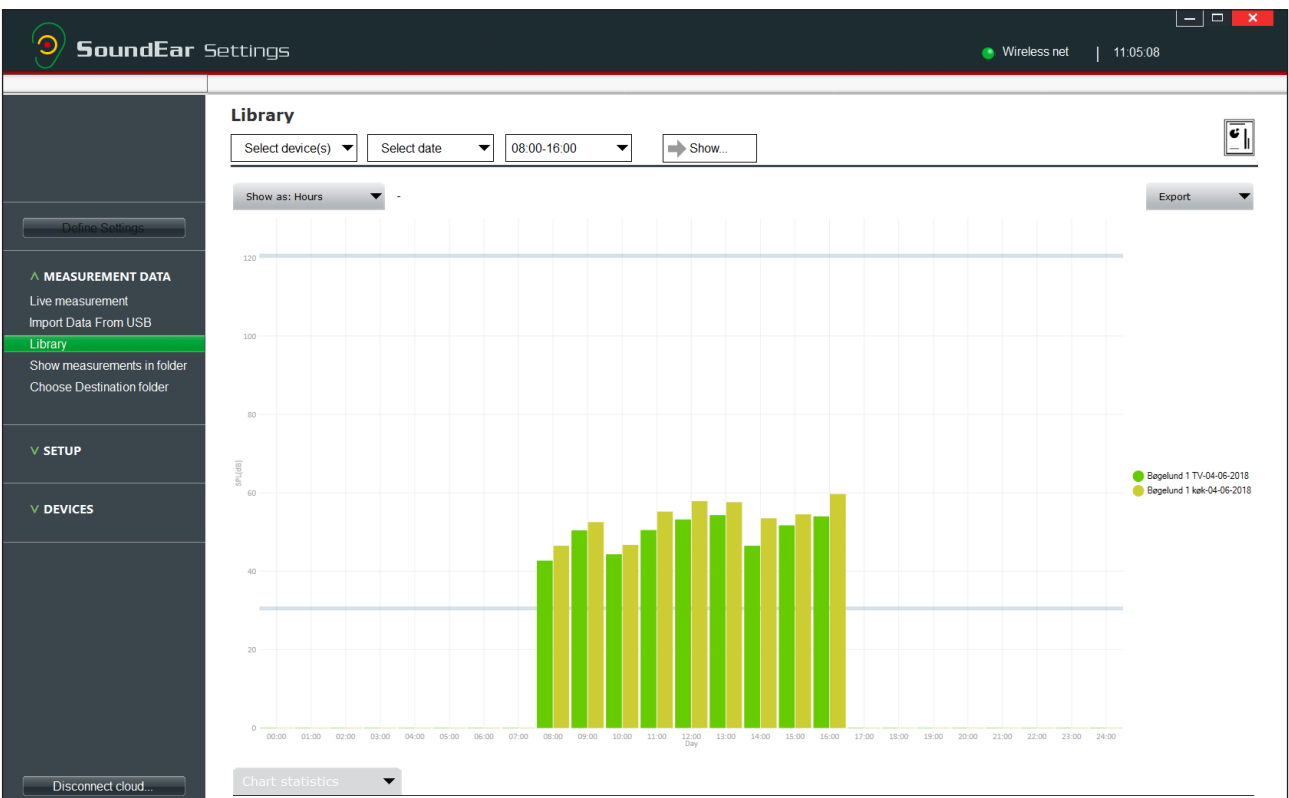 SoundEar Settings
Wireless net | 11:05:08
Library
Select device(s) Select date 08:00-16:00 Show...
Show as: Hours - Export
Define Settings
MEASUREMENT DATA
Live measurement
Import Data From USB
Library
Show measurements in folder
Choose Destination folder
SETUP
DEVICES
Disconnect cloud...
120
100
80
60
40
20
0
SPL[dB]
00:00 01:00 02:00 03:00 04:00 05:00 06:00 07:00 08:00 09:00 10:00 11:00 12:00 13:00 14:00 15:00 16:00 17:00 18:00 19:00 20:00 21:00 22:00 23:00 24:00
Day
Bøgelund 1 TV-04-06-2018
Bøgelund 1 køk-04-06-2018
Chart statistics